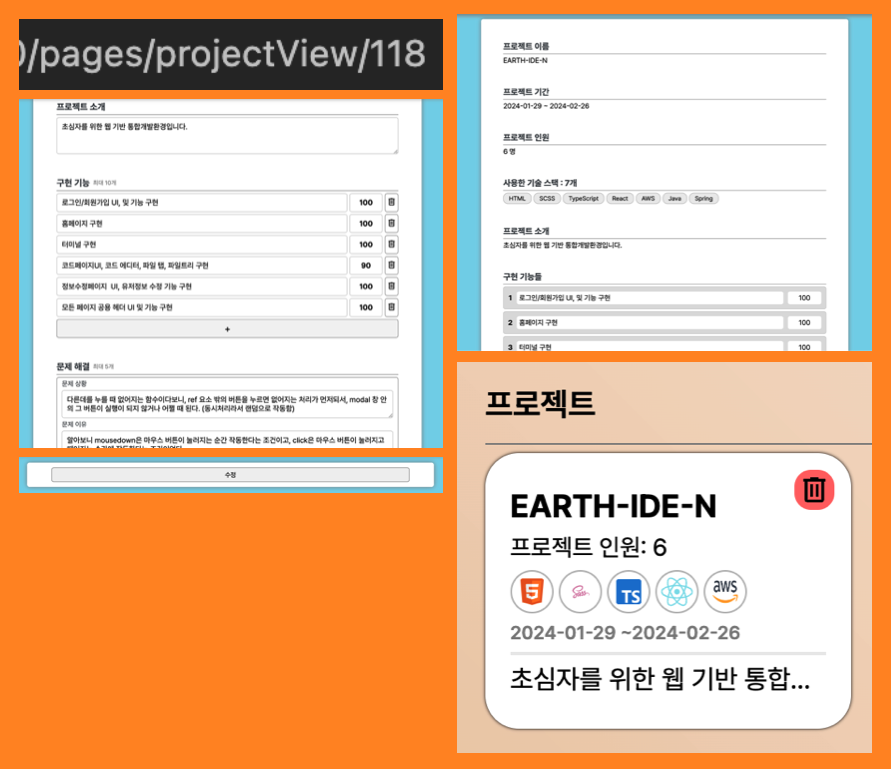 )/pages/projectView/118
프로젝트 소개
초심자를 위한 웹 기반 통합개발환경입니다.
구현 기능 최대 10개
로그인/회원가입 UI, 및 기능 구현 100
홈페이지 구현 100
터미널 구현 100
코드페이지UI, 코드 에디터, 파일 탭, 파일트리 구현 90
정보수정페이지 UI, 유저정보 수정 기능 구현 100
모든 페이지 공용 헤더 UI 및 기능 구현 100
+
문제 해결 최대 5개
문제 상황
다른데를 누를 때 없어지는 함수이다보니, ref 요소 밖의 버튼을 누르면 없어지는 처리가 먼저되서, modal 창 안
의 그 버튼이 실행이 되지 않거나 어쩔 때 된다. (동시처리라서 랜덤으로 작동함)
문제 이유
알아보니 mousedown은 마우스 버튼이 눌러지는 순간 작동한다는 조건이고, click은 마우스 버튼이 눌러지고
수정
프로젝트 이름
EARTH-IDE-N
프로젝트 기간
2024-01-29 ~ 2024-02-26
프로젝트 인원
6 명
사용한 기술 스택 : 7개
HTML SCSS TypeScript React AWS Java Spring
프로젝트 소개
초심자를 위한 웹 기반 통합개발환경입니다.
구현 기능들
1 로그인/회원가입 UI, 및 기능 구현 100
2 홈페이지 구현 100
3 터미널 구현 100
프로젝트
EARTH-IDE-N
프로젝트 인원: 6
5 Sass TS aws
2024-01-29 ~2024-02-26
초심자를 위한 웹 기반 통합...